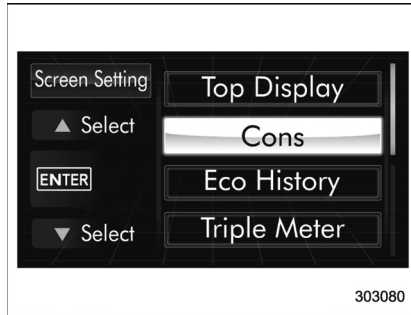 Screen Setting
Top Display
▲ Select
Cons
ENTER
Eco History
▼ Select
Triple Meter
303080